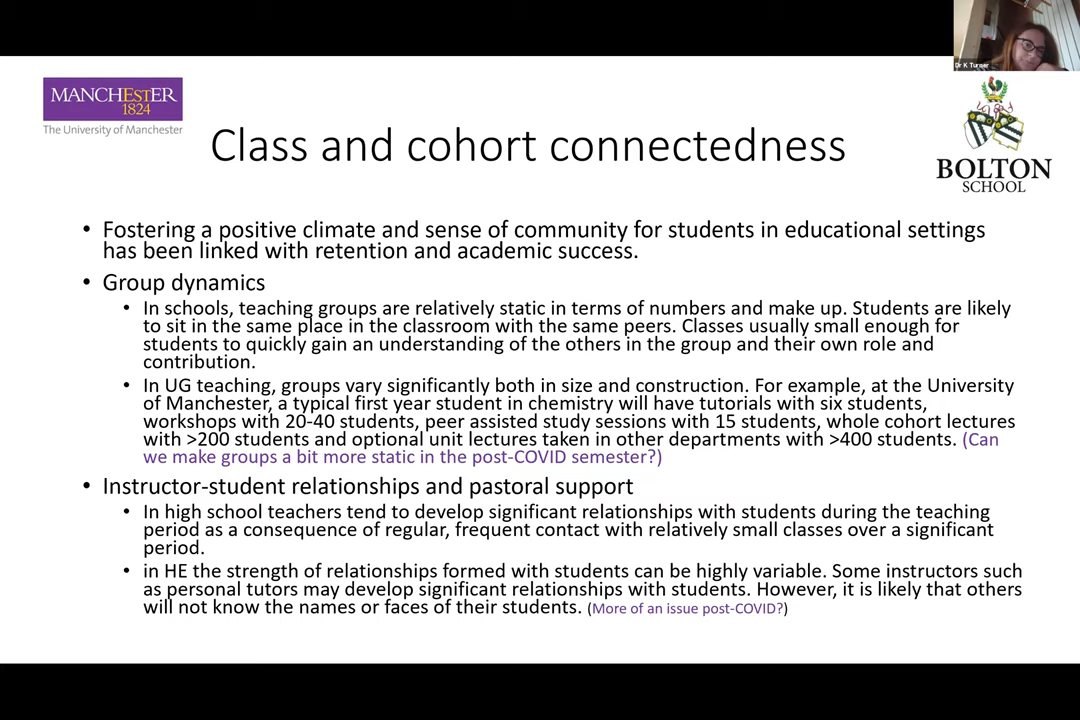 Dr K Turner
MANCHESTER
1824
The University of Manchester
BOLTON
SCHOOL
Class and cohort connectedness
• Fostering a positive climate and sense of community for students in educational settings
has been linked with retention and academic success.
• Group dynamics
• In schools, teaching groups are relatively static in terms of numbers and make up. Students are likely
to sit in the same place in the classroom with the same peers. Classes usually small enough for
students to quickly gain an understanding of the others in the group and their own role and
contribution.
• In UG teaching, groups vary significantly both in size and construction. For example, at the University
of Manchester, a typical first year student in chemistry will have tutorials with six students,
workshops with 20-40 students, peer assisted study sessions with 15 students, whole cohort lectures
with >200 students and optional unit lectures taken in other departments with >400 students. (Can
we make groups a bit more static in the post-COVID semester?)
• Instructor-student relationships and pastoral support
• In high school teachers tend to develop significant relationships with students during the teaching
period as a consequence of regular, frequent contact with relatively small classes over a significant
period.
• in HE the strength of relationships formed with students can be highly variable. Some instructors such
as personal tutors may develop significant relationships with students. However, it is likely that others
will not know the names or faces of their students. (More of an issue post-COVID?)